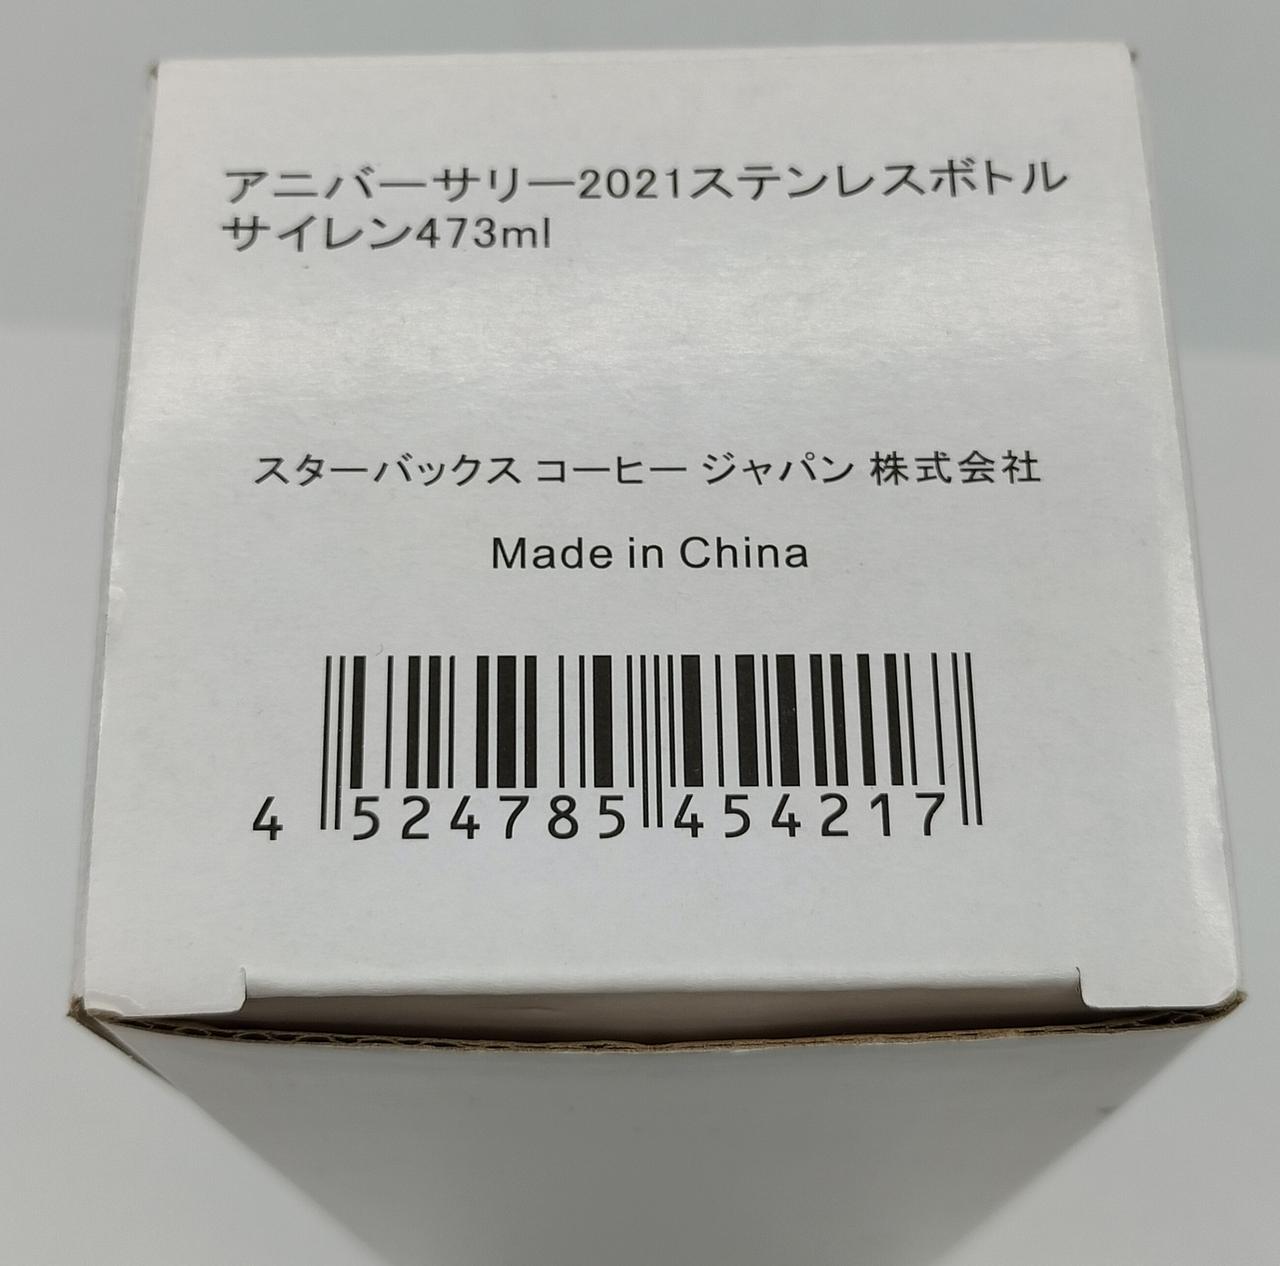 アニバーサリー2021ステンレスボトル
サイレン473ml
スターバックス コーヒー ジャパン 株式会社
Made in China
4 524785 454217